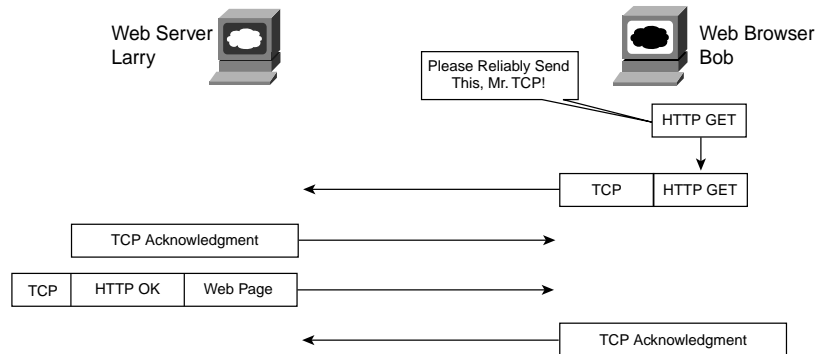 Web Server
Larry
Web Browser
Bob
Please Reliably Send
This, Mr. TCP!
HTTP GET
TCP
HTTP GET
TCP Acknowledgment
TCP
HTTP OK
Web Page
TCP Acknowledgment